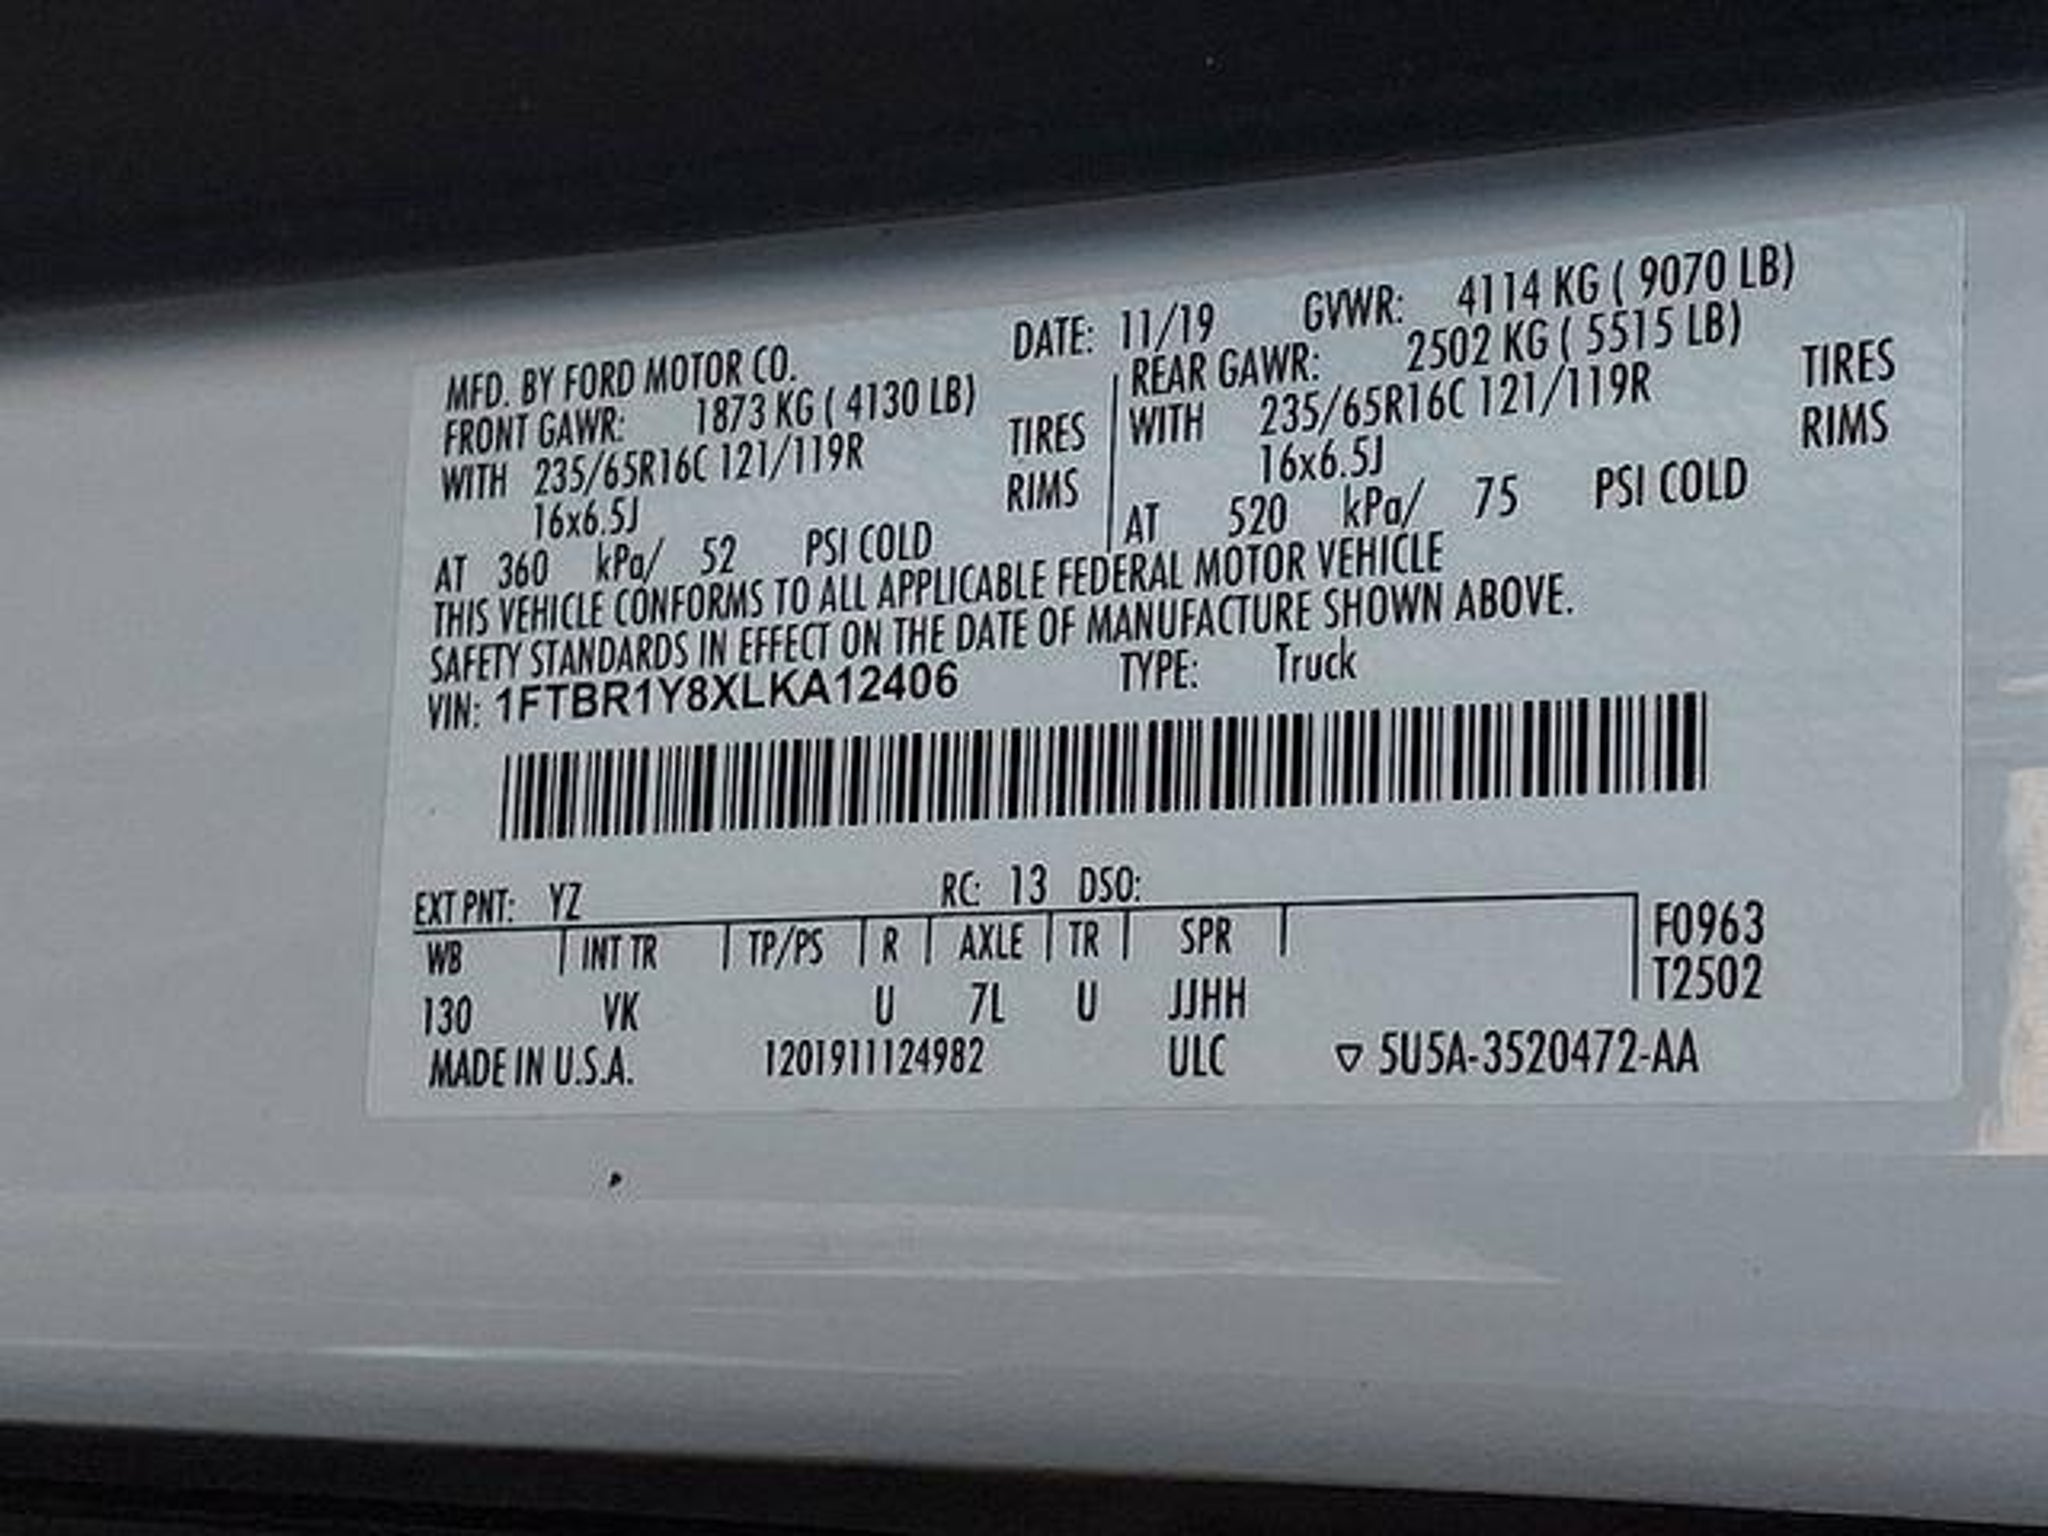 MFD. BY FORD MOTOR CO. DATE: 11/19 GVWR: 4114 KG ( 9070 LB)
FRONT GAWR: 1873 KG ( 4130 LB) REAR GAWR: 2502 KG ( 5515 LB)
WITH 235/65R16C 121/119R TIRES WITH 235/65R16C 121/119R TIRES
16x6.5J RIMS 16x6.5J RIMS
AT 360 kPa/ 52 PSI COLD AT 520 kPa/ 75 PSI COLD
THIS VEHICLE CONFORMS TO ALL APPLICABLE FEDERAL MOTOR VEHICLE
SAFETY STANDARDS IN EFFECT ON THE DATE OF MANUFACTURE SHOWN ABOVE.
VIN: 1FTBR1Y8XLKA12406 TYPE: Truck
EXT PNT: YZ RC: 13 DSO:
WB INT TR TP/PS R AXLE TR SPR F0963
T2502
130 VK U 7L U JJHH
MADE IN U.S.A. 1201911124982 ULC ▽ 5U5A-3520472-AA